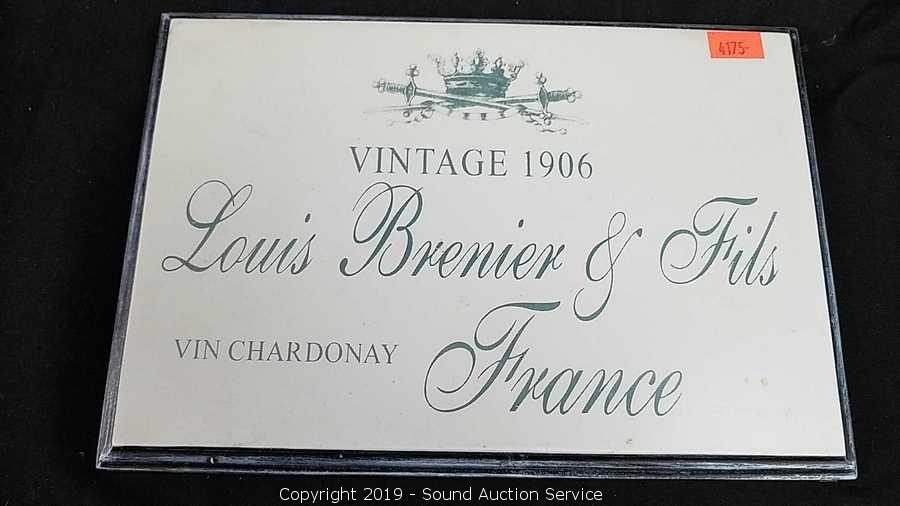 4175-
VINTAGE 1906
Louis Brenier & Fils
VIN CHARDONAY
France
Copyright 2019 - Sound Auction Service